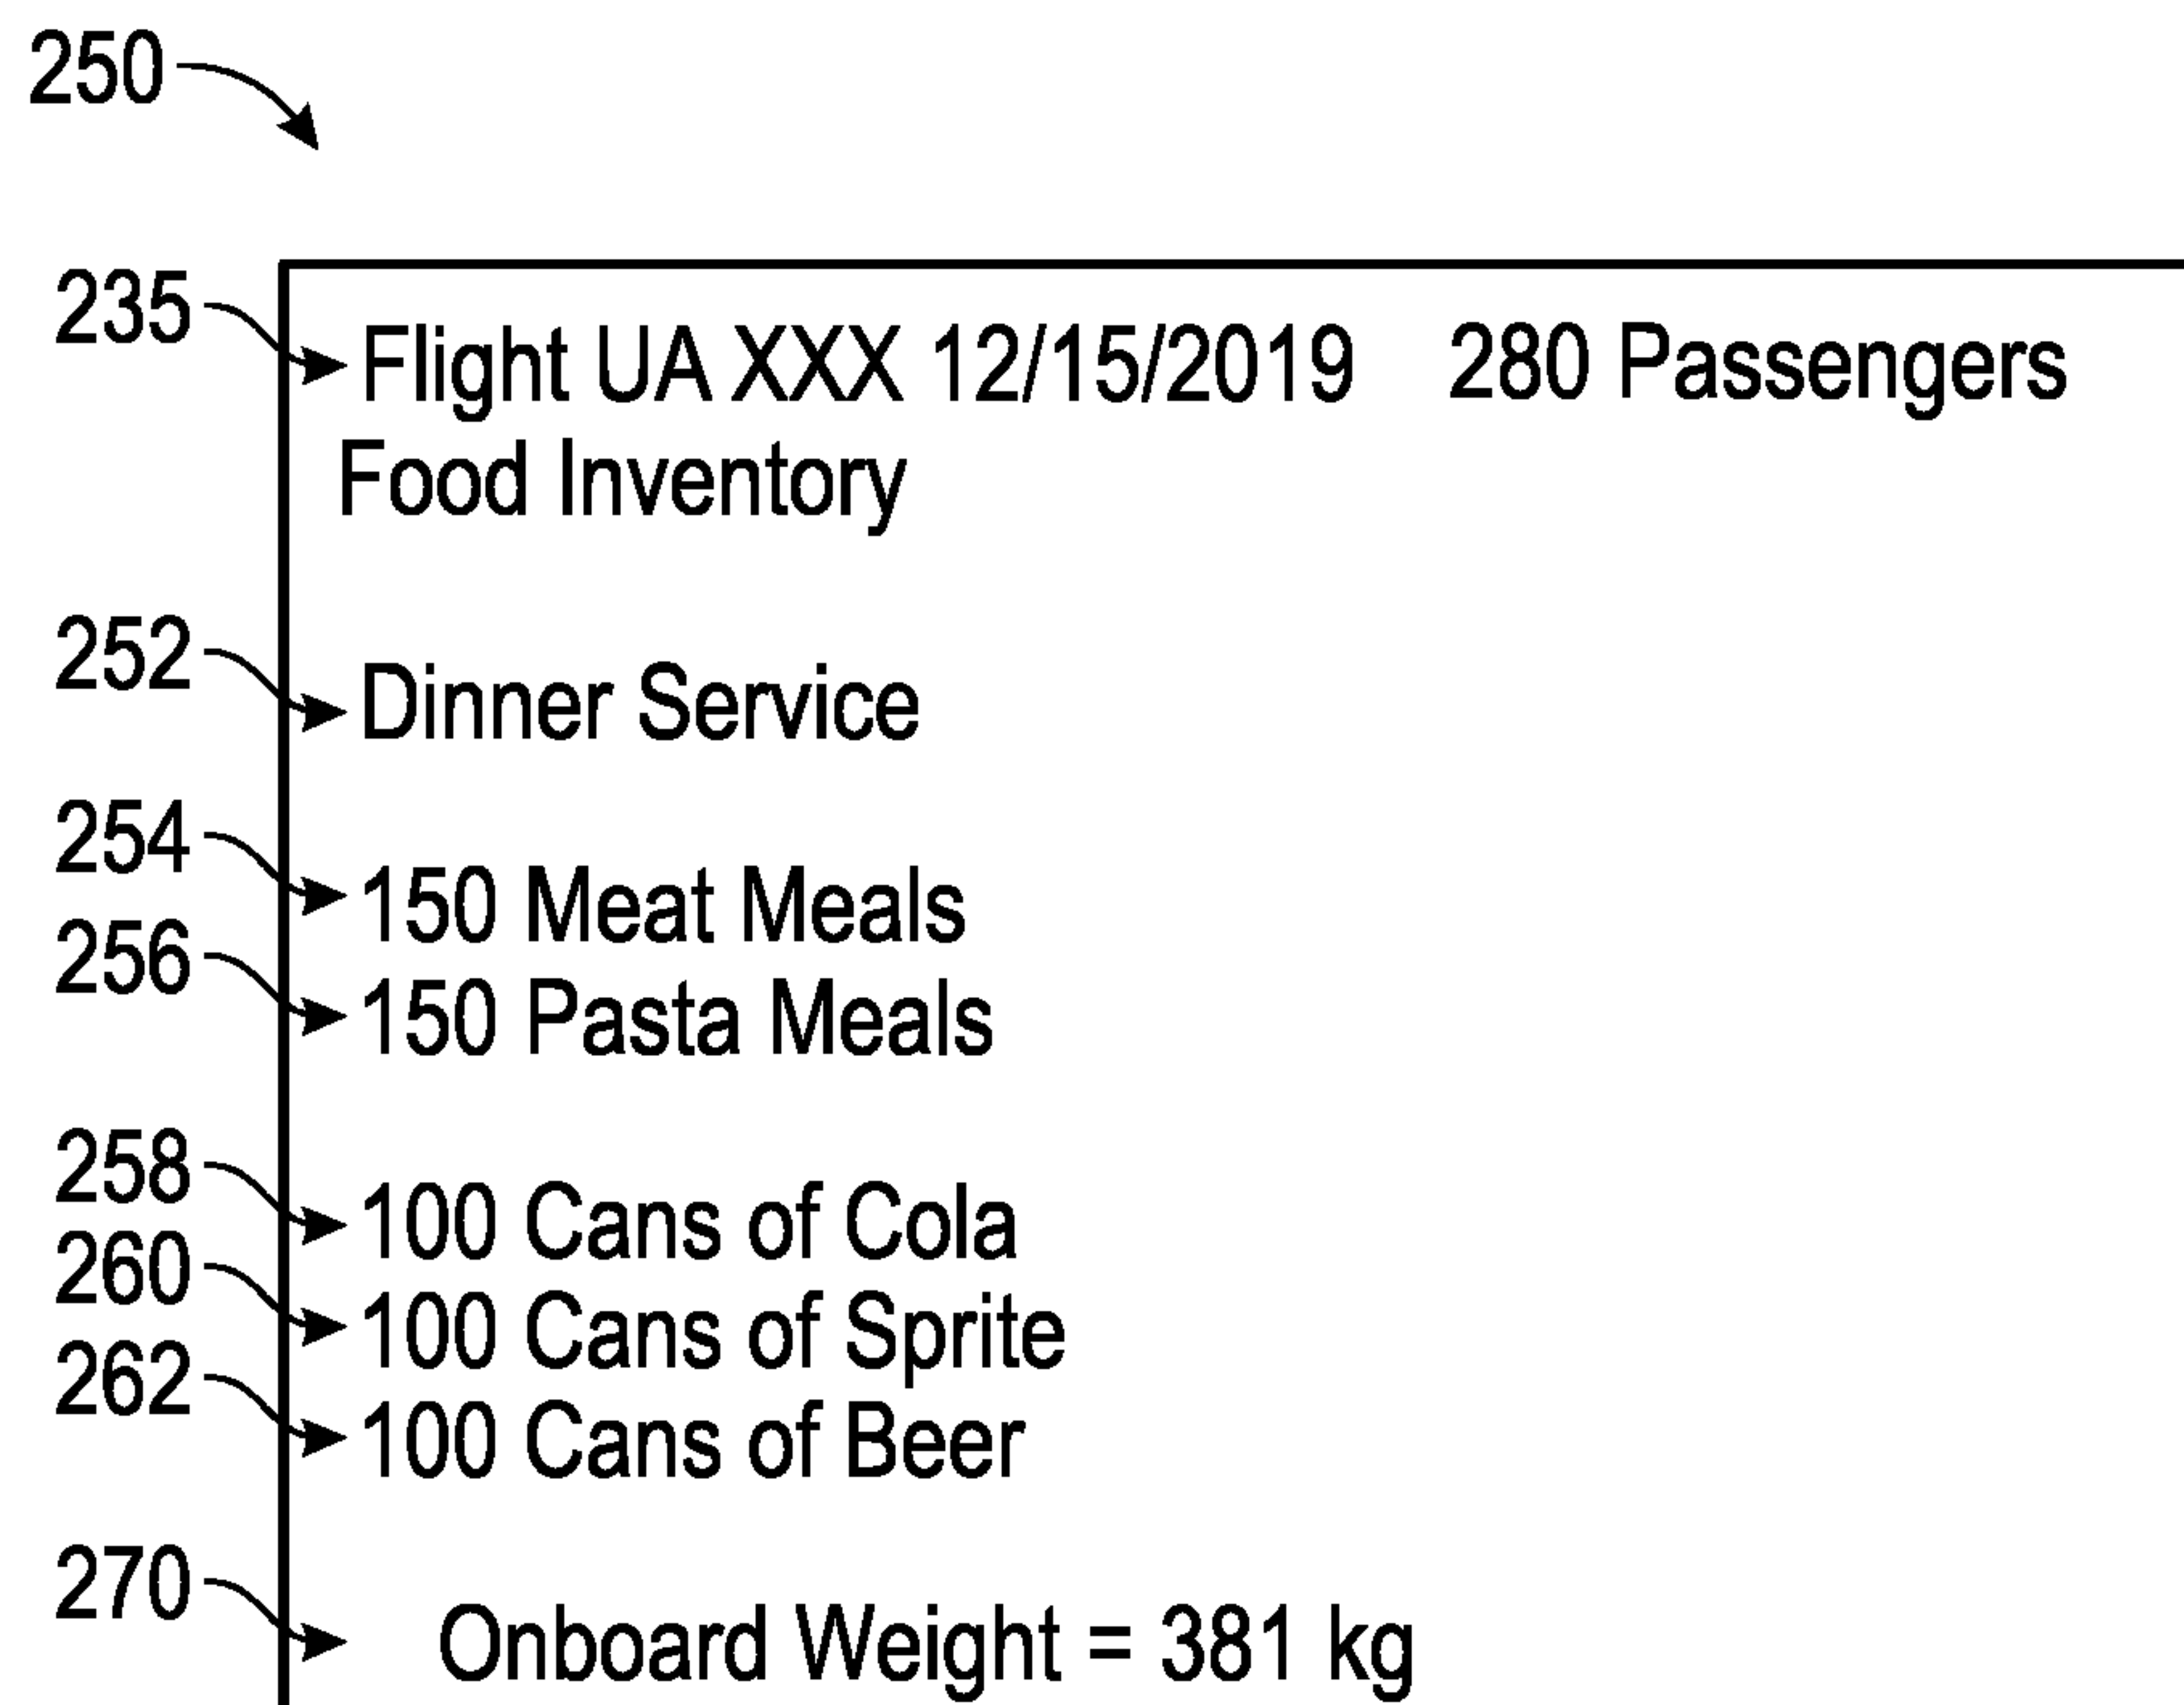 250
235 Flight UA XXX 12/15/2019 280 Passengers
Food Inventory
252 Dinner Service
254 150 Meat Meals
256 150 Pasta Meals
258 100 Cans of Cola
260 100 Cans of Sprite
262 100 Cans of Beer
270 Onboard Weight = 381 kg